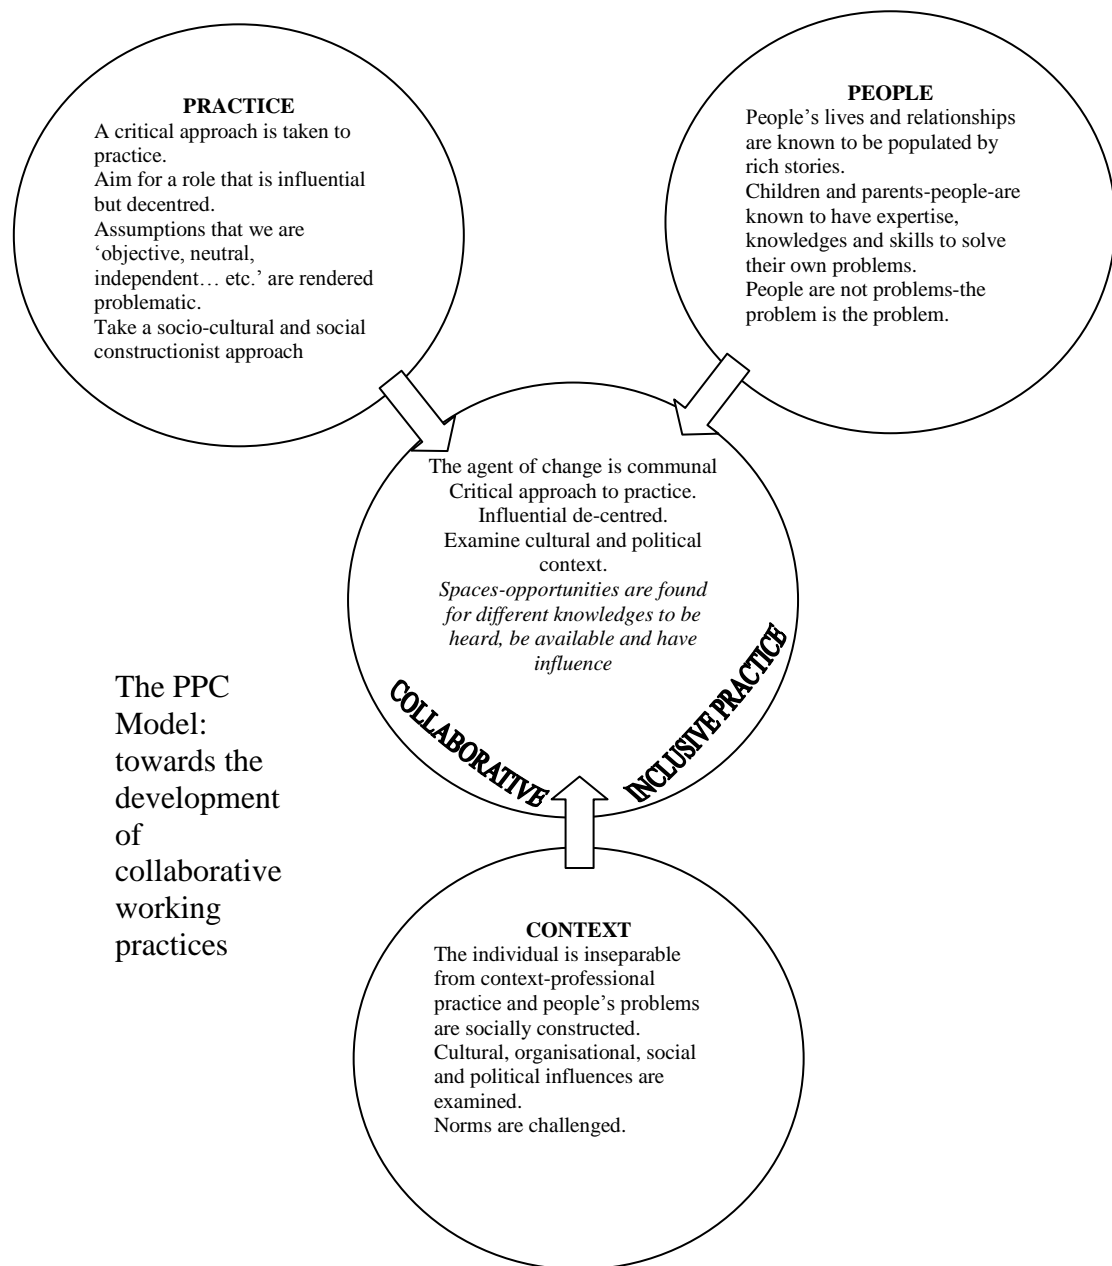 PRACTICE
A critical approach is taken to
practice.
Aim for a role that is influential
but decentred.
Assumptions that we are
‘objective, neutral,
independent… etc.’ are rendered
problematic.
Take a socio-cultural and social
constructionist approach
PEOPLE
People’s lives and relationships
are known to be populated by
rich stories.
Children and parents-people-are
known to have expertise,
knowledges and skills to solve
their own problems.
People are not problems-the
problem is the problem.
The agent of change is communal
Critical approach to practice.
Influential de-centred.
Examine cultural and political
context.
Spaces-opportunities are found
for different knowledges to be
heard, be available and have
influence
COLLABORATIVE
INCLUSIVE PRACTICE
The PPC
Model:
towards the
development
of
collaborative
working
practices
CONTEXT
The individual is inseparable
from context-professional
practice and people’s problems
are socially constructed.
Cultural, organisational, social
and political influences are
examined.
Norms are challenged.